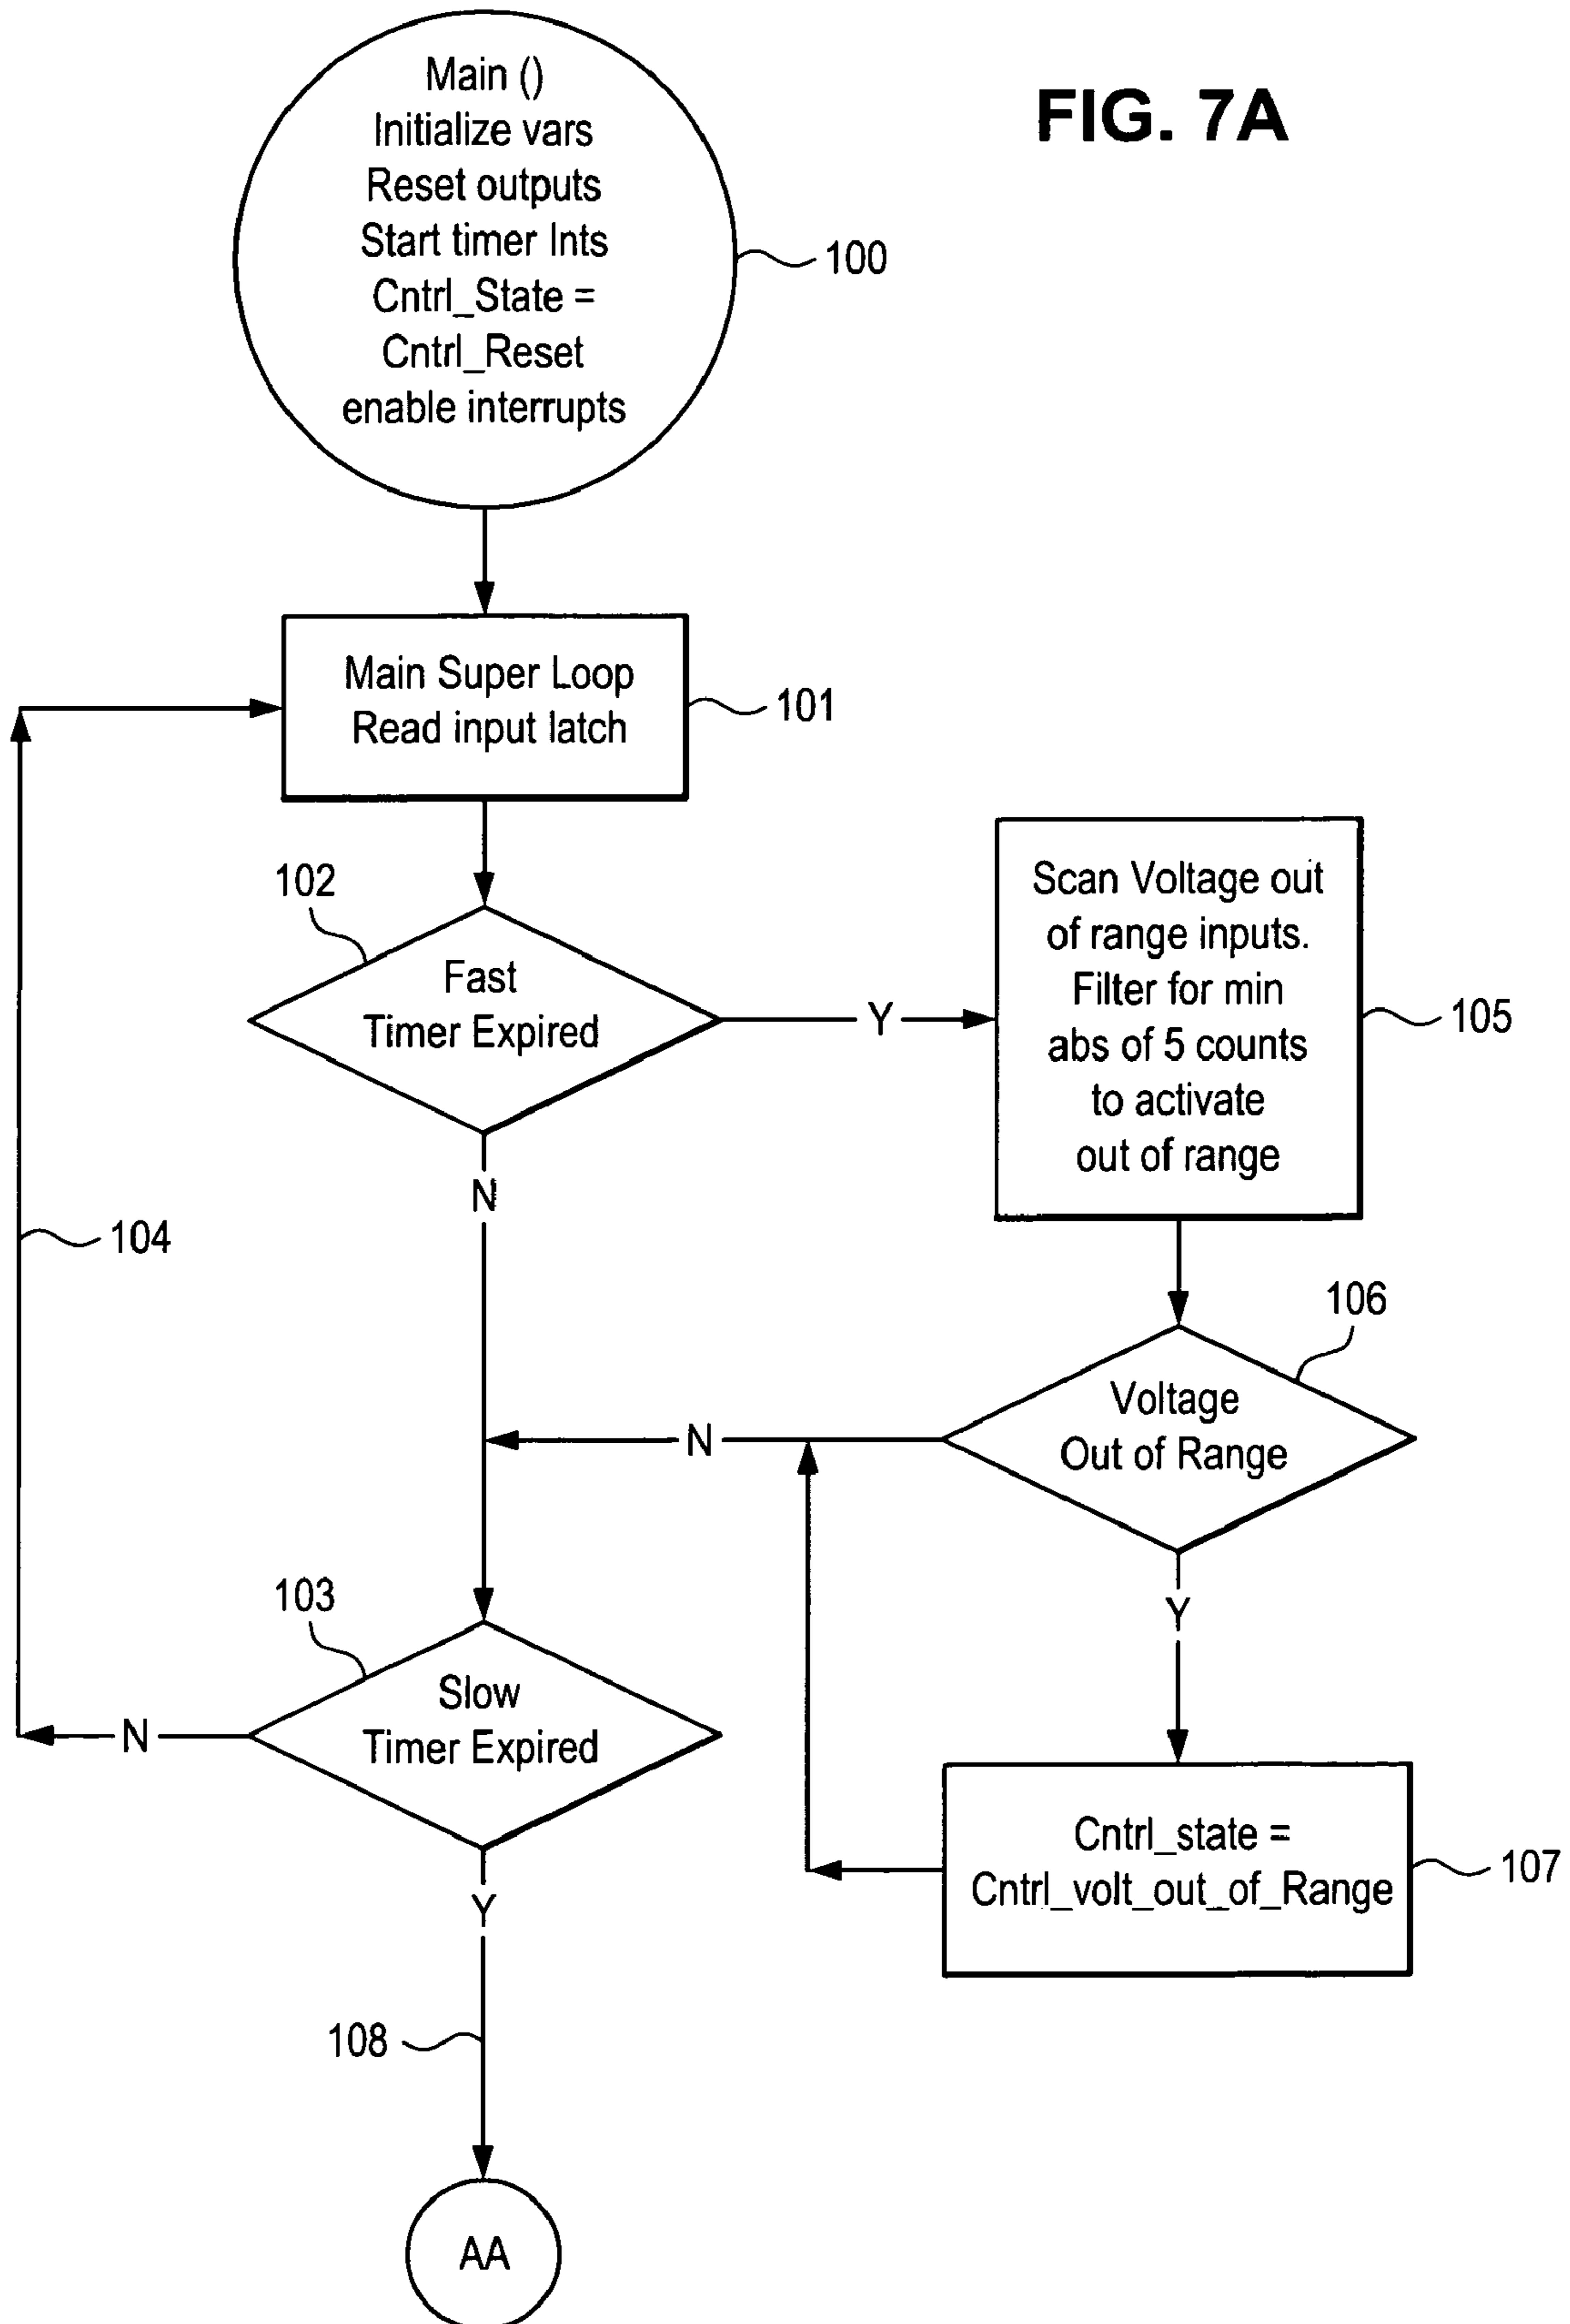 FIG. 7A
Main ()
Initialize vars
Reset outputs
Start timer Ints
Cntrl_State =
Cntrl_Reset
enable interrupts
100
Main Super Loop
Read input latch
101
102
Fast
Timer Expired
Y
N
Scan Voltage out
of range inputs.
Filter for min
abs of 5 counts
to activate
out of range
105
104
106
Voltage
Out of Range
N
Y
103
Slow
Timer Expired
N
Y
Cntrl_state =
Cntrl_volt_out_of_Range
107
108
AA